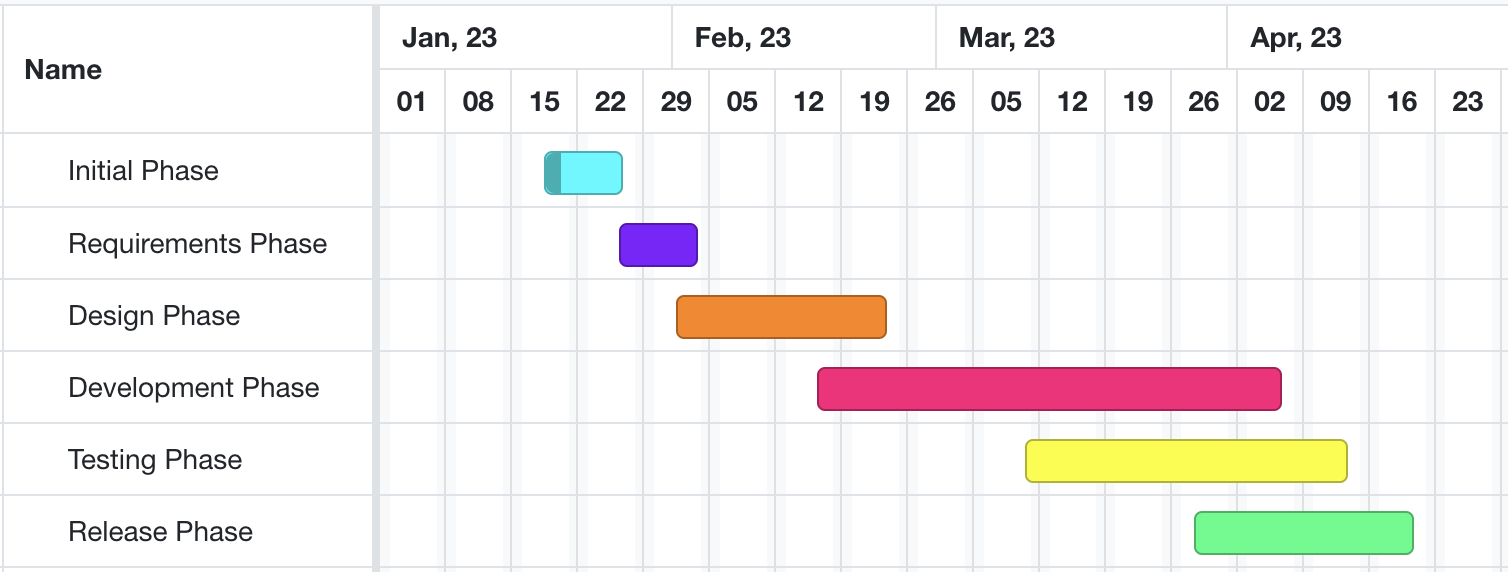 Name
Jan, 23 Feb, 23 Mar, 23 Apr, 23
01 08 15 22 29 05 12 19 26 05 12 19 26 02 09 16 23
Initial Phase
Requirements Phase
Design Phase
Development Phase
Testing Phase
Release Phase